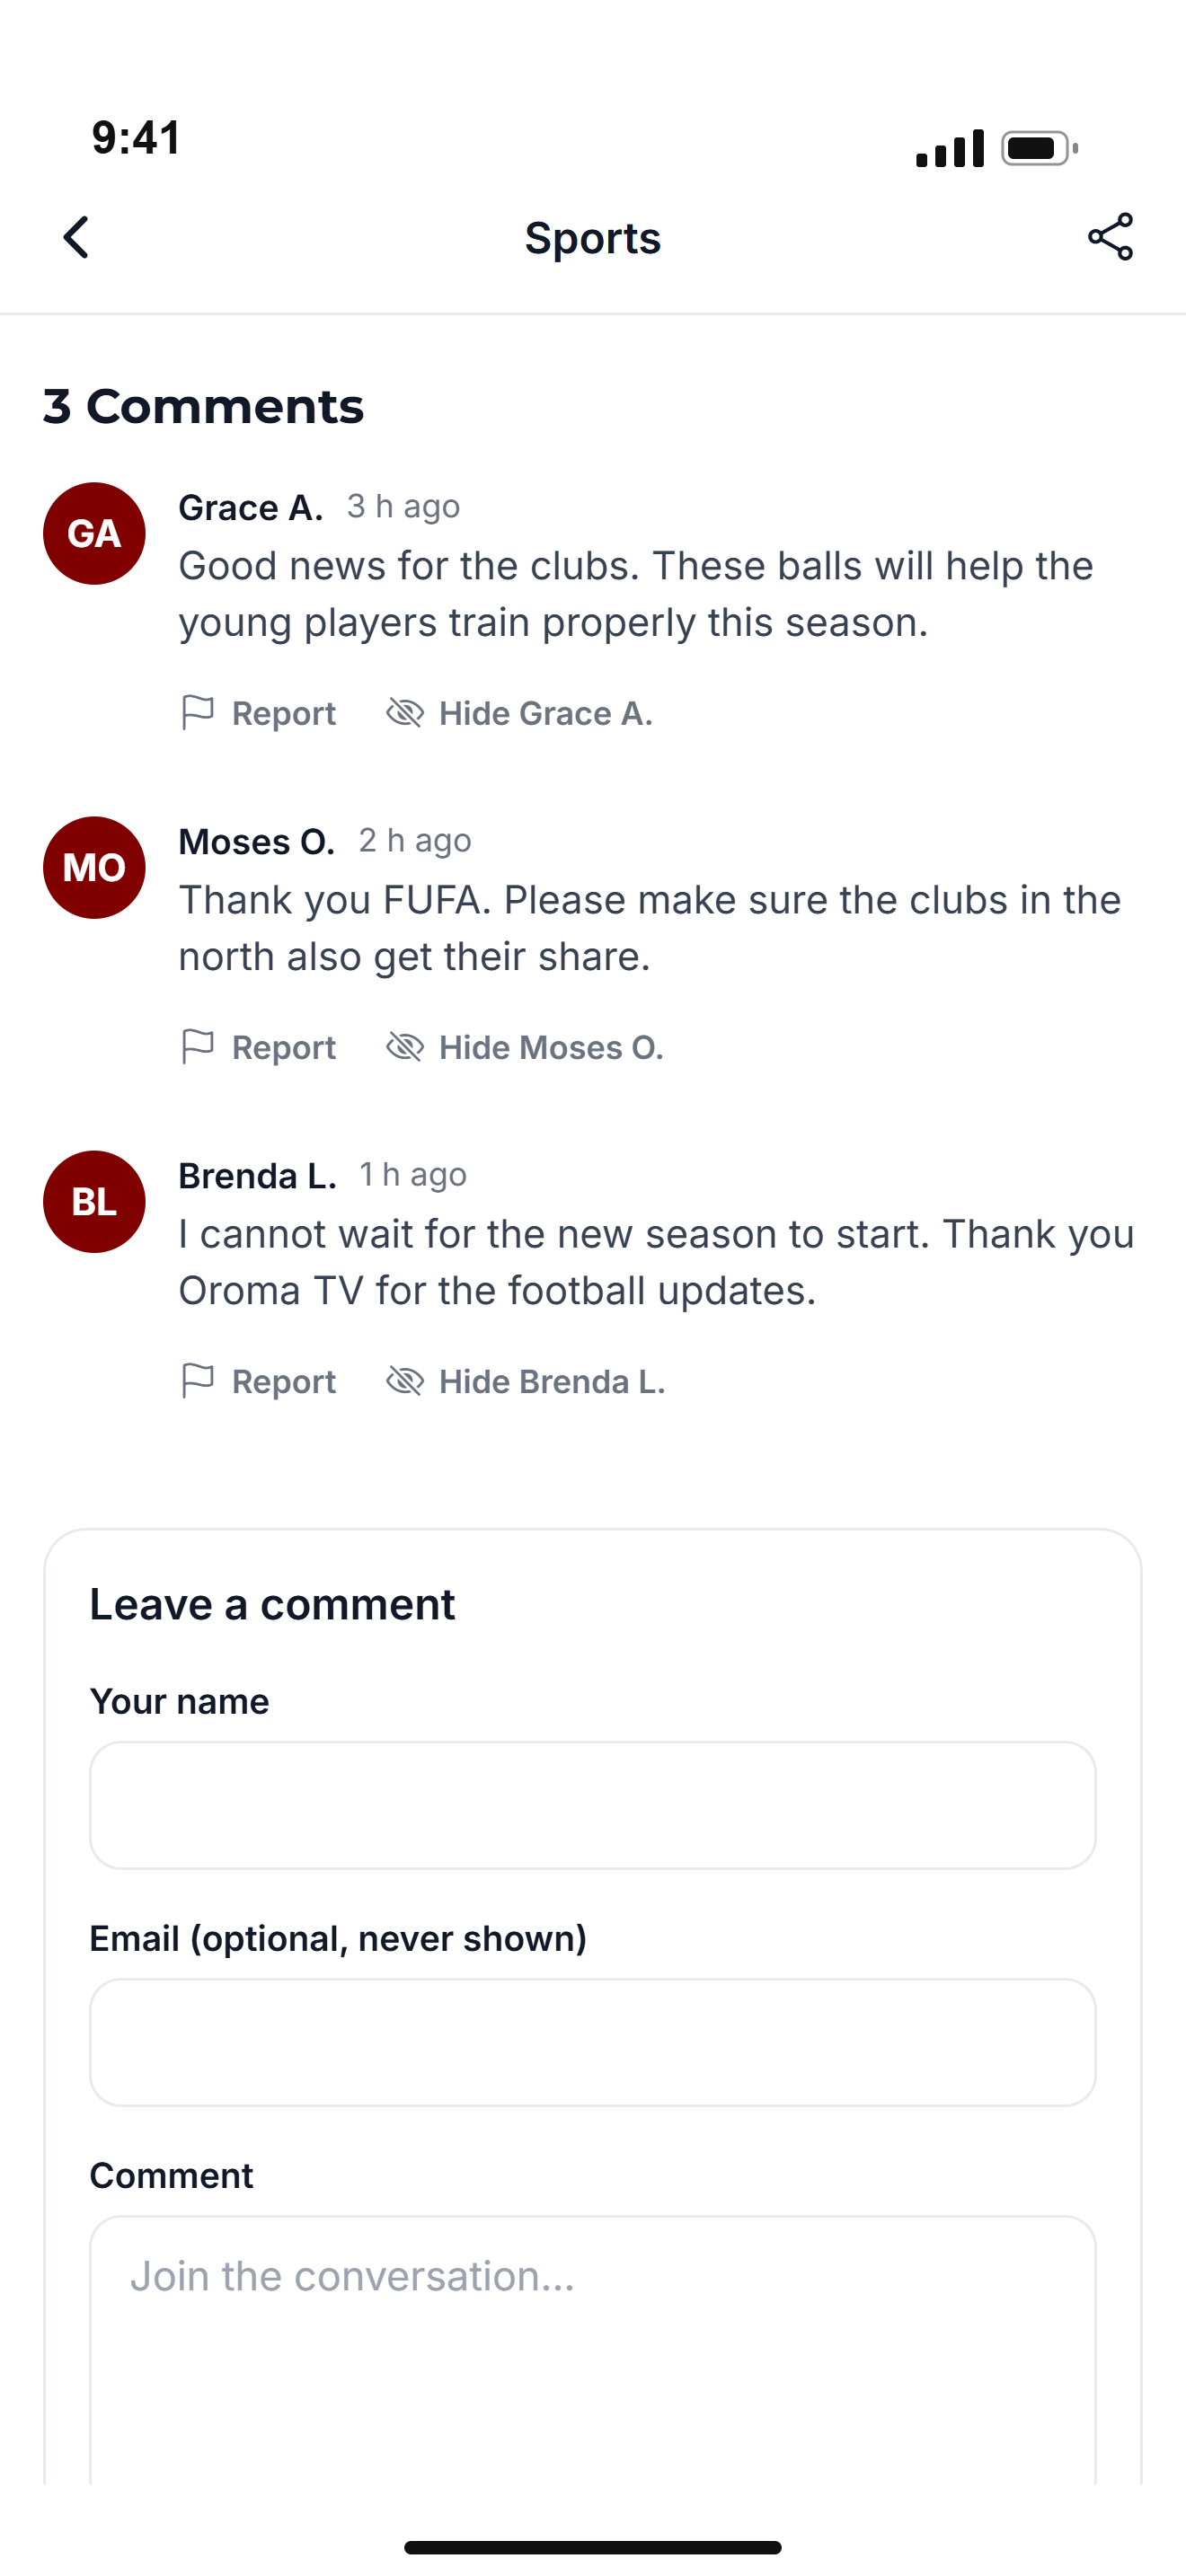 9:41
Sports
3 Comments
GA
Grace A. 3 h ago
Good news for the clubs. These balls will help the
young players train properly this season.
Report Hide Grace A.
MO
Moses O. 2 h ago
Thank you FUFA. Please make sure the clubs in the
north also get their share.
Report Hide Moses O.
BL
Brenda L. 1 h ago
I cannot wait for the new season to start. Thank you
Oroma TV for the football updates.
Report Hide Brenda L.
Leave a comment
Your name
Email (optional, never shown)
Comment
Join the conversation...